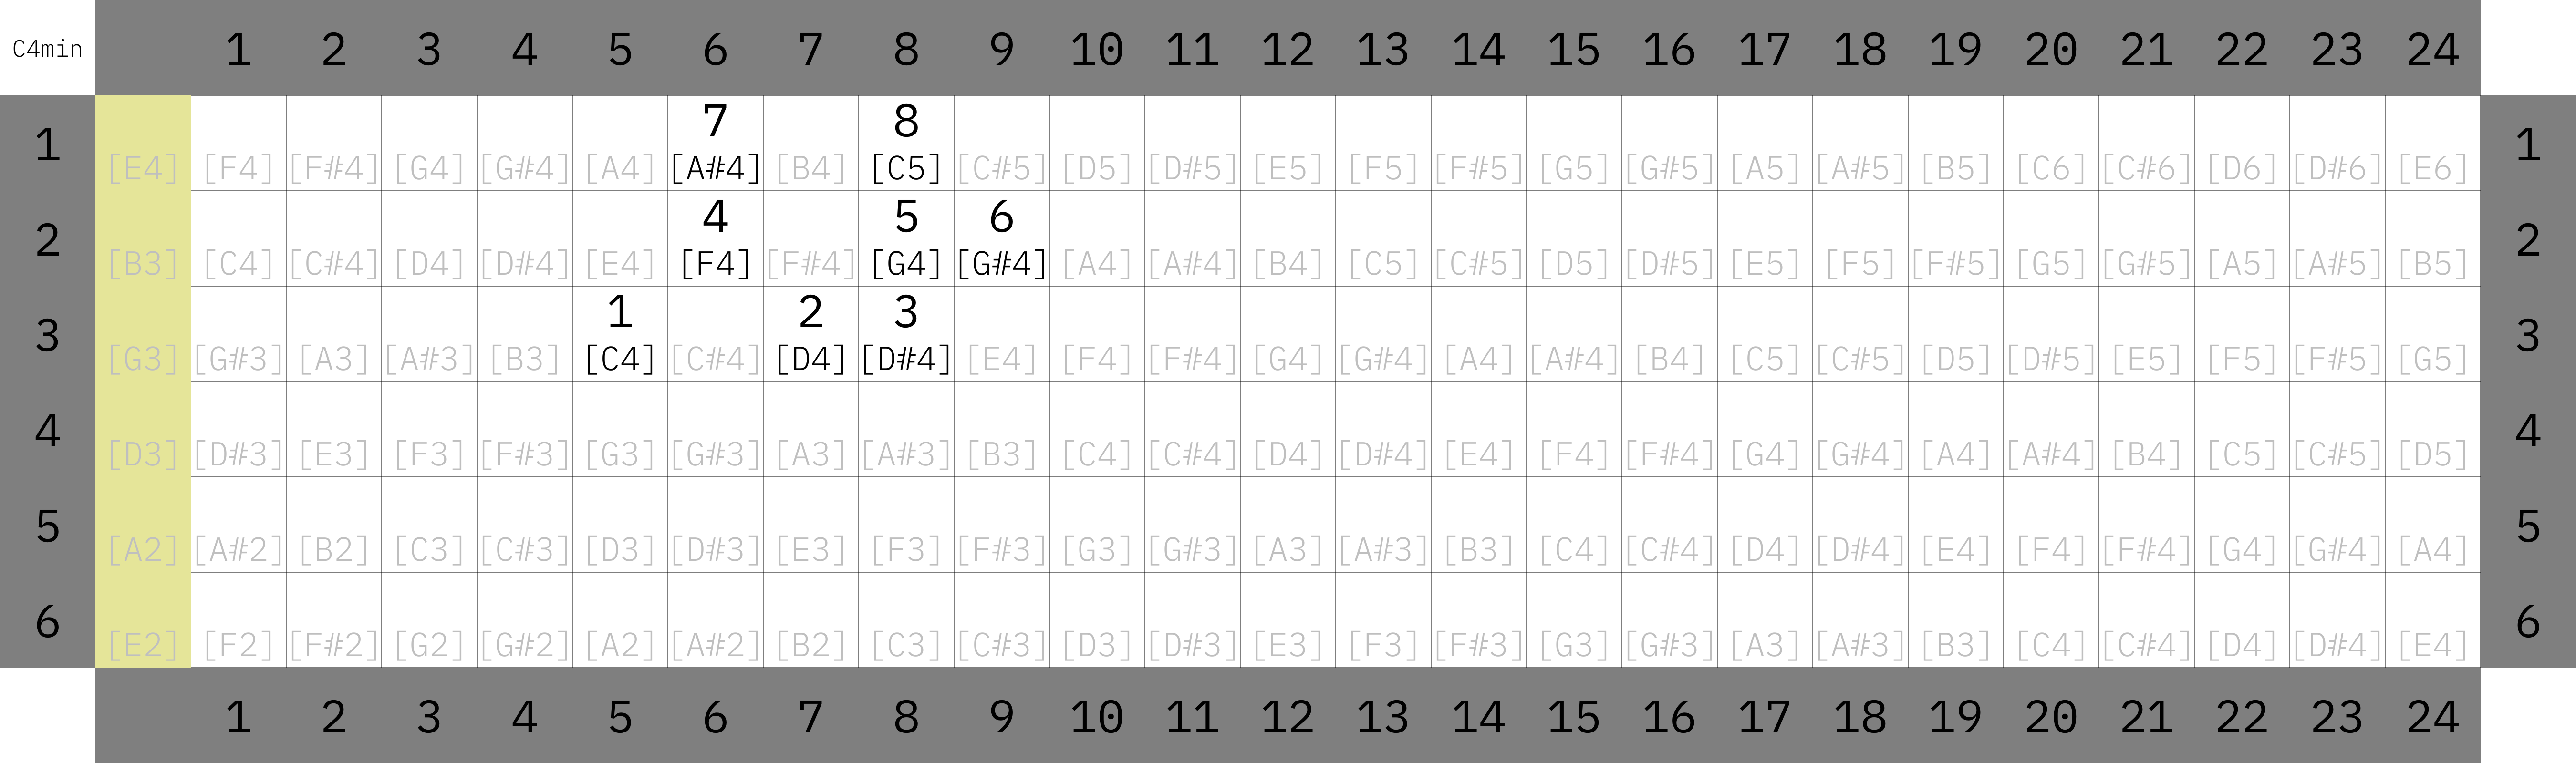 C4min 1 2 3 4 5 6 7 8 9 10 11 12 13 14 15 16 17 18 19 20 21 22 23 24
7 8
1 [E4] [F4] [F#4] [G4] [G#4] [A4] [A#4] [B4] [C5] [C#5] [D5] [D#5] [E5] [F5] [F#5] [G5] [G#5] [A5] [A#5] [B5] [C6] [C#6] [D6] [D#6] [E6] 1
4 5 6
2 [B3] [C4] [C#4] [D4] [D#4] [E4] [F4] [F#4] [G4] [G#4] [A4] [A#4] [B4] [C5] [C#5] [D5] [D#5] [E5] [F5] [F#5] [G5] [G#5] [A5] [A#5] [B5] 2
1 2 3
3 [G3] [G#3] [A3] [A#3] [B3] [C4] [C#4] [D4] [D#4] [E4] [F4] [F#4] [G4] [G#4] [A4] [A#4] [B4] [C5] [C#5] [D5] [D#5] [E5] [F5] [F#5] [G5] 3
4 [D3] [D#3] [E3] [F3] [F#3] [G3] [G#3] [A3] [A#3] [B3] [C4] [C#4] [D4] [D#4] [E4] [F4] [F#4] [G4] [G#4] [A4] [A#4] [B4] [C5] [C#5] [D5] 4
5 [A2] [A#2] [B2] [C3] [C#3] [D3] [D#3] [E3] [F3] [F#3] [G3] [G#3] [A3] [A#3] [B3] [C4] [C#4] [D4] [D#4] [E4] [F4] [F#4] [G4] [G#4] [A4] 5
6 [E2] [F2] [F#2] [G2] [G#2] [A2] [A#2] [B2] [C3] [C#3] [D3] [D#3] [E3] [F3] [F#3] [G3] [G#3] [A3] [A#3] [B3] [C4] [C#4] [D4] [D#4] [E4] 6
1 2 3 4 5 6 7 8 9 10 11 12 13 14 15 16 17 18 19 20 21 22 23 24